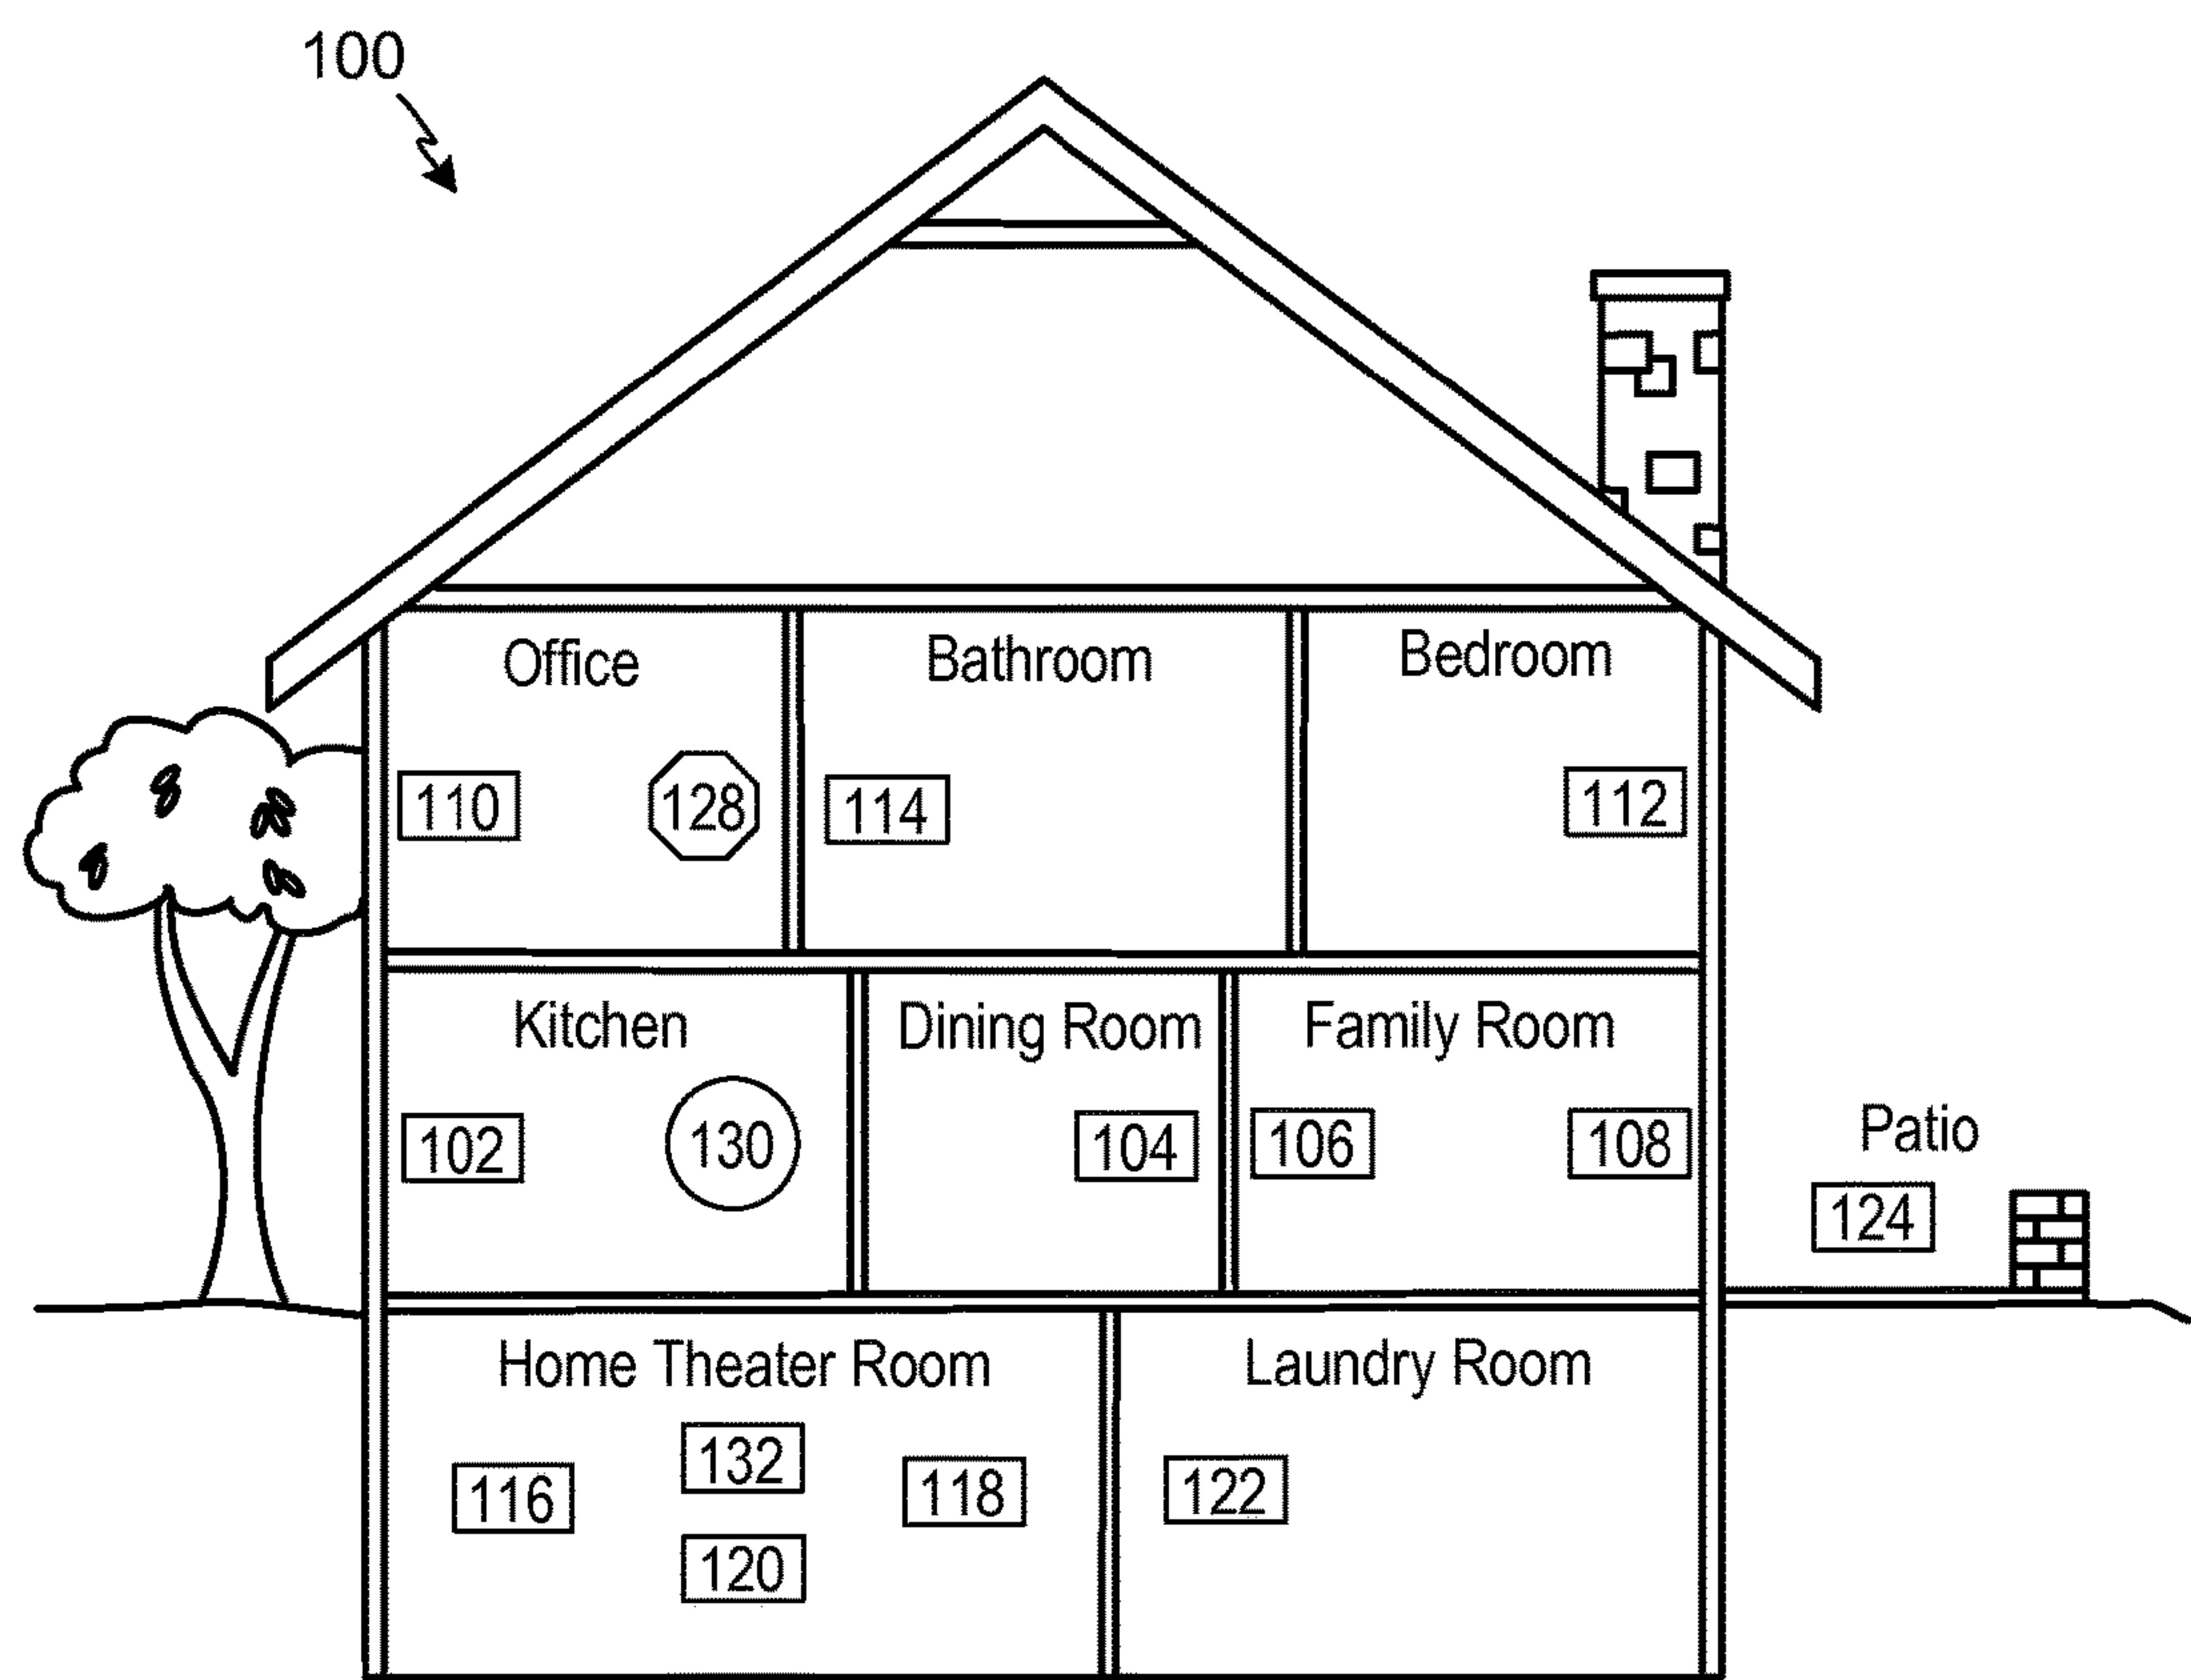 100
Office
Bathroom
Bedroom
110
128
114
112
Kitchen
Dining Room
Family Room
102
130
104
106
108
Patio
124
Home Theater Room
Laundry Room
116
132
118
120
122